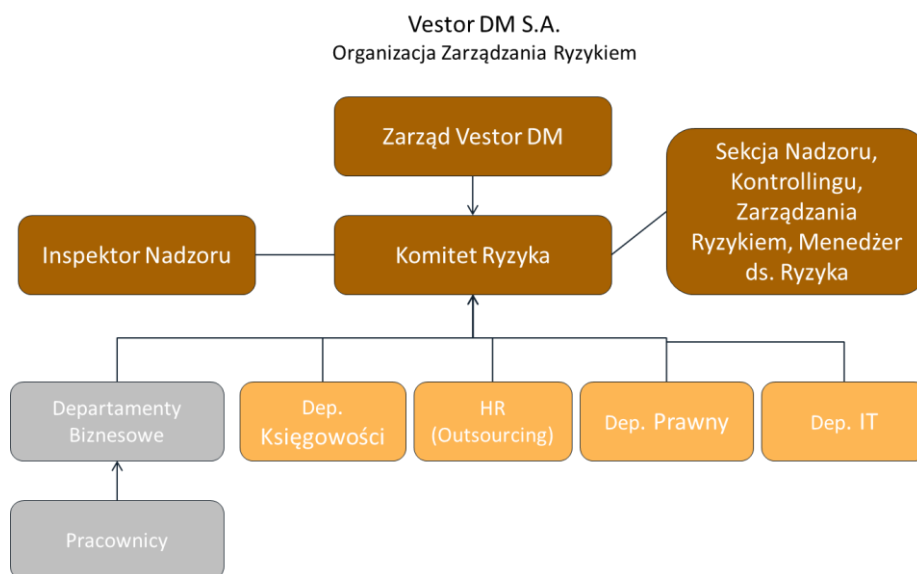 Vestor DM S.A.
Organizacja Zarządzania Ryzykiem
Zarząd Vestor DM
Sekcja Nadzoru,
Kontrollingu,
Zarządzania
Ryzykiem, Menedżer
ds. Ryzyka
Inspektor Nadzoru
Komitet Ryzyka
Departamenty
Biznesowe
Dep.
Księgowości
HR
(Outsourcing)
Dep. Prawny
Dep. IT
Pracownicy